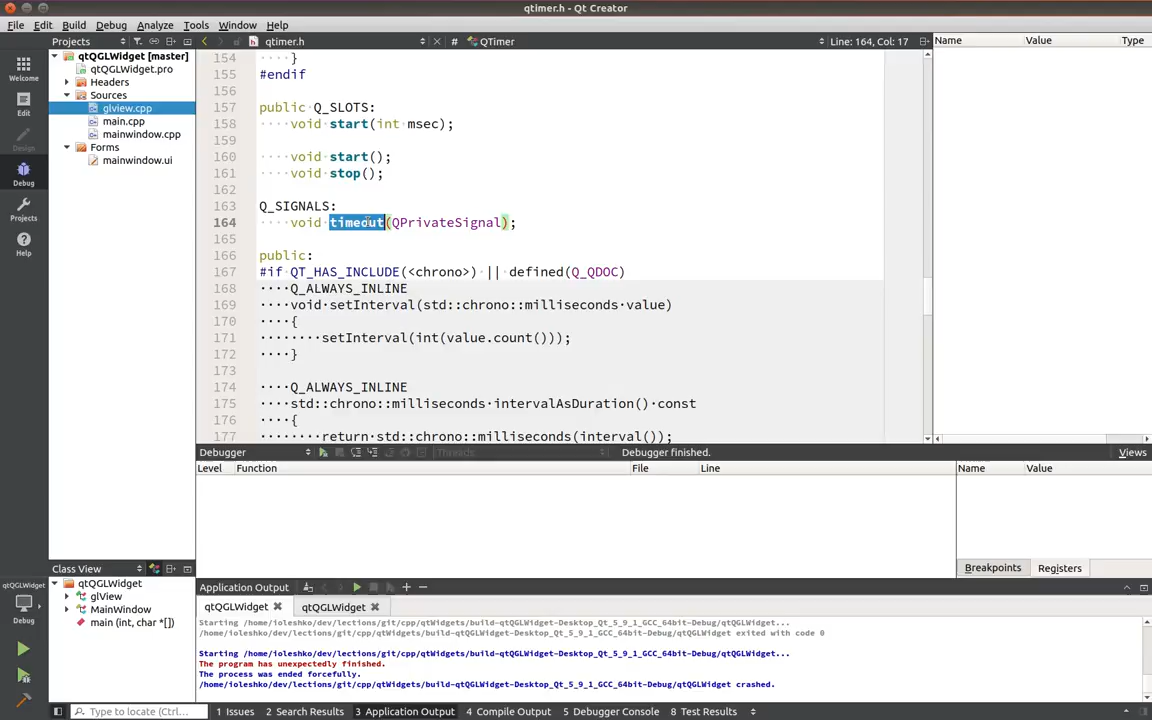 qtimer.h - Qt Creator
File Edit Build Debug Analyze Tools Window Help
Projects
qtimer.h
# QTimer
Line: 164, Col: 17
Name Value Type
Welcome
Edit
Design
Debug
Projects
Help
qtQGLWidget
Debug
qtQGLWidget [master]
qtQGLWidget.pro
Headers
Sources
glview.cpp
main.cpp
mainwindow.cpp
Forms
mainwindow.ui
154 ····}
155 #endif
156
157 public·Q_SLOTS:
158 ····void·start(int·msec);
159
160 ····void·start();
161 ····void·stop();
162
163 Q_SIGNALS:
164 ····void·timeout(QPrivateSignal);
165
166 public:
167 #if·QT_HAS_INCLUDE(<chrono>)·||·defined(Q_QDOC)
168 ····Q_ALWAYS_INLINE
169 ····void·setInterval(std::chrono::milliseconds·value)
170 ····{
171 ········setInterval(int(value.count()));
172 ····}
173
174 ····Q_ALWAYS_INLINE
175 ····std::chrono::milliseconds·intervalAsDuration()·const
176 ····{
177 ········return·std::chrono::milliseconds(interval());
Debugger
Threads:
Debugger finished.
Views
Level Function File Line
Name Value
Breakpoints Registers
Class View
qtQGLWidget
glView
MainWindow
main (int, char *[])
Application Output
qtQGLWidget qtQGLWidget
Starting /home/ioleshko/dev/lections/git/cpp/qtWidgets/build-qtQGLWidget-Desktop_Qt_5_9_1_GCC_64bit-Debug/qtQGLWidget...
/home/ioleshko/dev/lections/git/cpp/qtWidgets/build-qtQGLWidget-Desktop_Qt_5_9_1_GCC_64bit-Debug/qtQGLWidget exited with code 0
Starting /home/ioleshko/dev/lections/git/cpp/qtWidgets/build-qtQGLWidget-Desktop_Qt_5_9_1_GCC_64bit-Debug/qtQGLWidget...
The program has unexpectedly finished.
The process was ended forcefully.
/home/ioleshko/dev/lections/git/cpp/qtWidgets/build-qtQGLWidget-Desktop_Qt_5_9_1_GCC_64bit-Debug/qtQGLWidget crashed.
Type to locate (Ctrl...
1 Issues 2 Search Results 3 Application Output 4 Compile Output 5 Debugger Console 8 Test Results